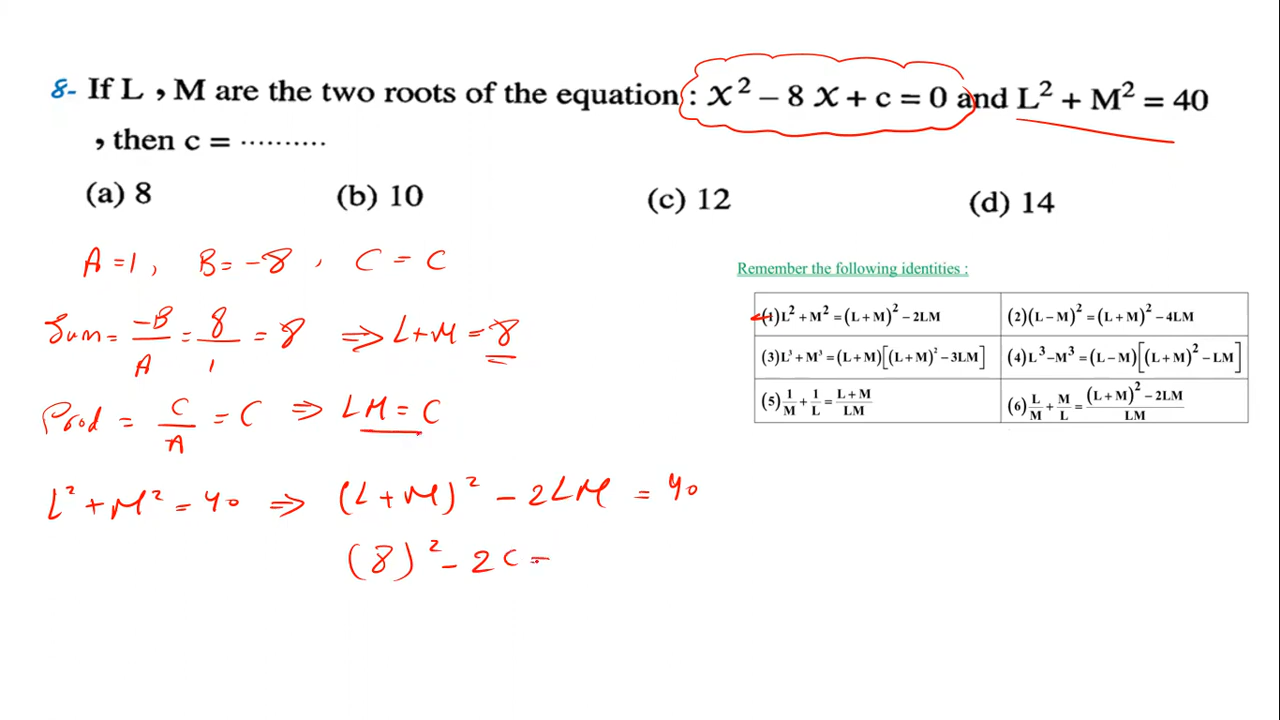 8- If L , M are the two roots of the equation : x² – 8 x + c = 0 and L² + M² = 40
, then c = ··········
(a) 8 (b) 10 (c) 12 (d) 14
A = 1 , B = -8 , C = C
Sum = -B/A = 8/1 = 8 ⇒ L + M = 8
Prod = C/A = C ⇒ LM = C
L² + M² = 40 ⇒ (L + M)² - 2LM = 40
(8)² - 2C =
Remember the following identities :
(1) L² + M² = (L + M)² – 2LM
(2) (L – M)² = (L + M)² – 4LM
(3) L³ + M³ = (L + M)[(L + M)² – 3LM]
(4) L³ – M³ = (L – M)[(L + M)² – LM]
(5) 1/M + 1/L = (L + M)/LM
(6) L/M + M/L = ((L + M)² – 2LM)/LM